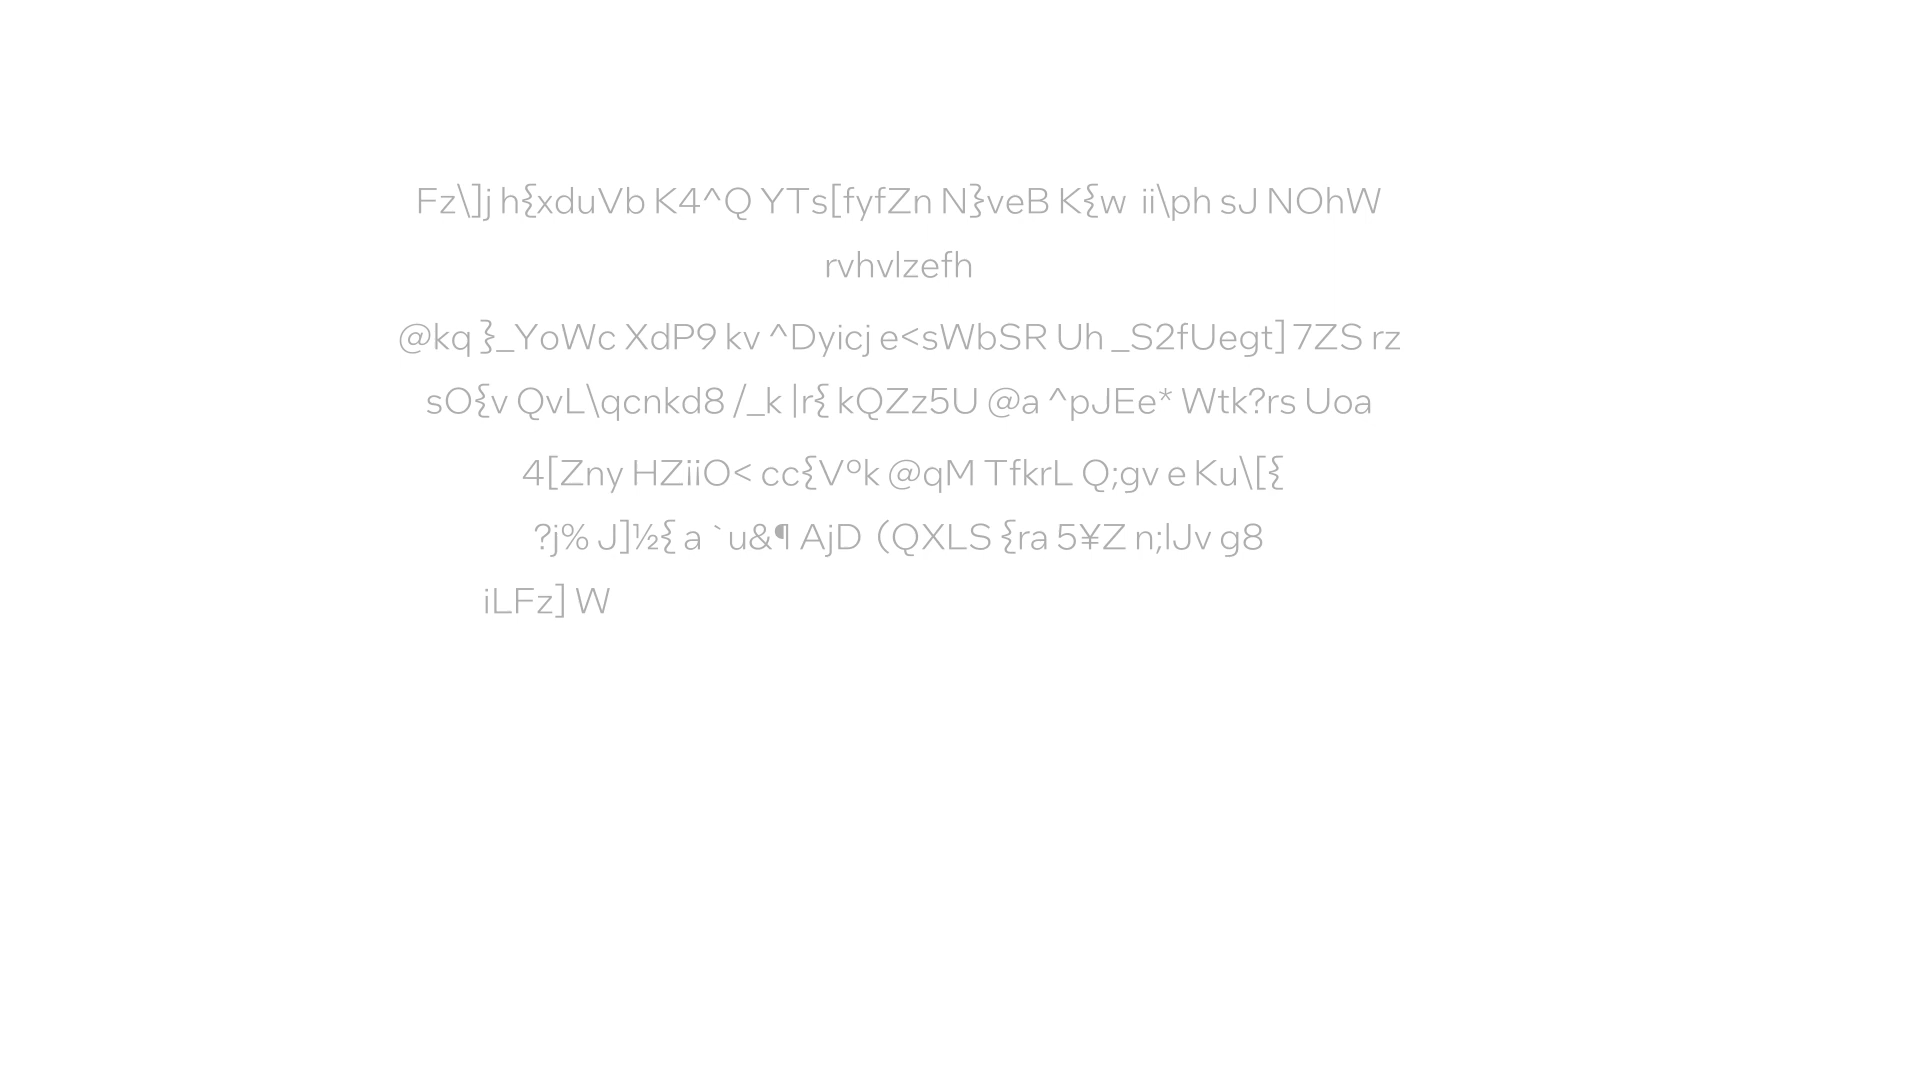 Fz\]j h{xduVb K4^Q YTs[fyfZn N}veB K{w ii\ph sJ NOhW
rvhvlzefh
@kq }_YoWc XdP9 kv ^Dyicj e<sWbSR Uh _S2fUegt] 7ZS rz
sO{v QvL\qcnkd8 /_k |r{ kQZz5U @a ^pJEe* Wtk?rs Uoa
4[Zny HZiiO< cc{V°k @qM TfkrL Q;gv e Ku\[{
?j% J]½{ a `u&¶ AjD (QXLS {ra 5¥Z n;lJv g8
iLFz] W